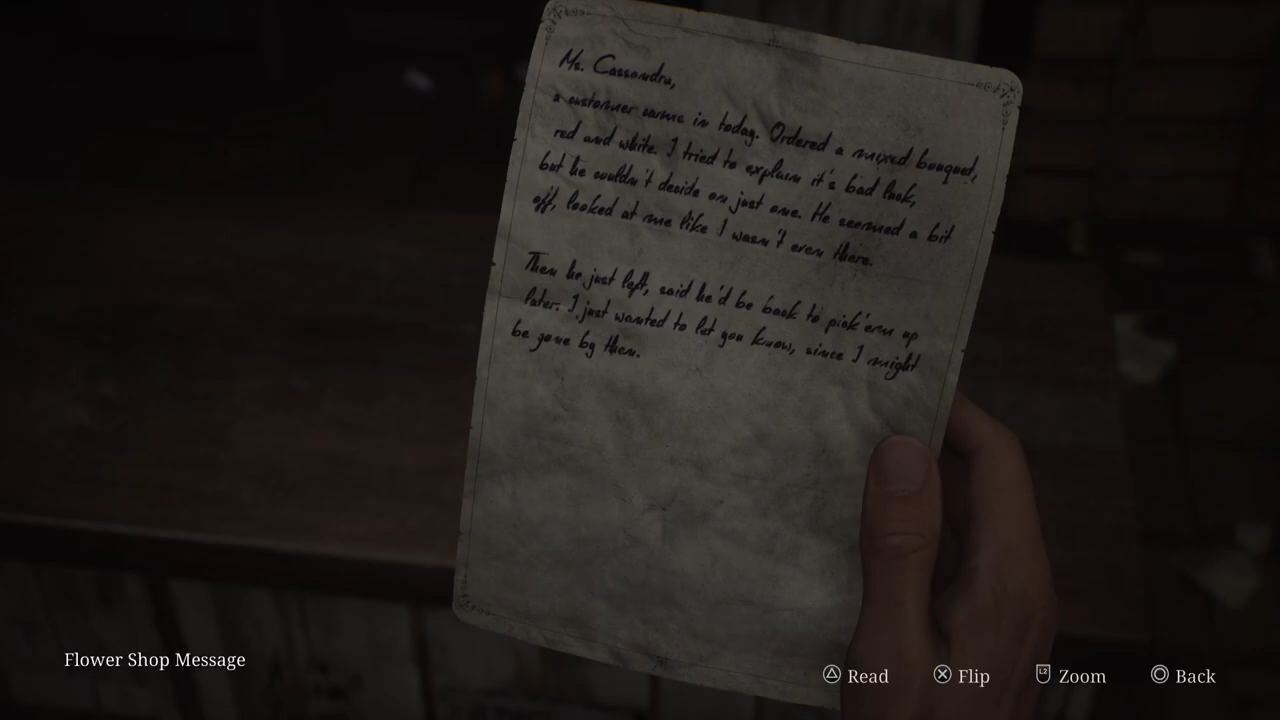 Ms. Cassandra,
a customer came in today. Ordered a mixed bouquet,
red and white. I tried to explain it's bad luck,
but he couldn't decide on just one. He seemed a bit
off, looked at me like I wasn't even there.
Then he just left, said he'd be back to pick'em up
later. I just wanted to let you know, since I might
be gone by then.
Flower Shop Message
Read
Flip
L2 Zoom
Back